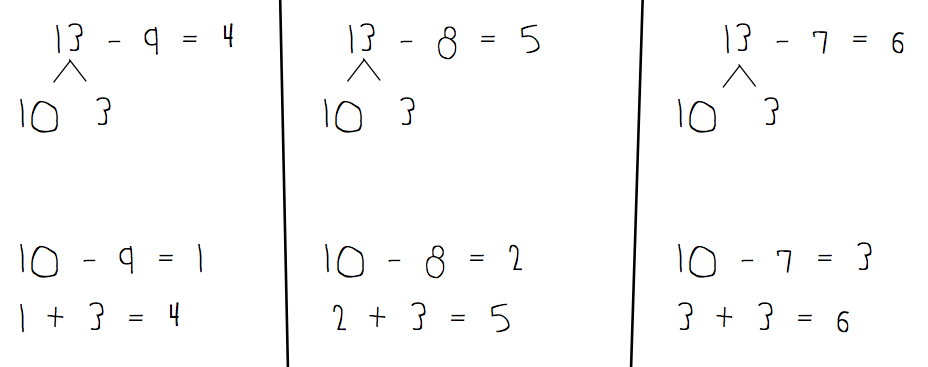 13 - 9 = 4
10 3
10 - 9 = 1
1 + 3 = 4
13 - 8 = 5
10 3
10 - 8 = 2
2 + 3 = 5
13 - 7 = 6
10 3
10 - 7 = 3
3 + 3 = 6